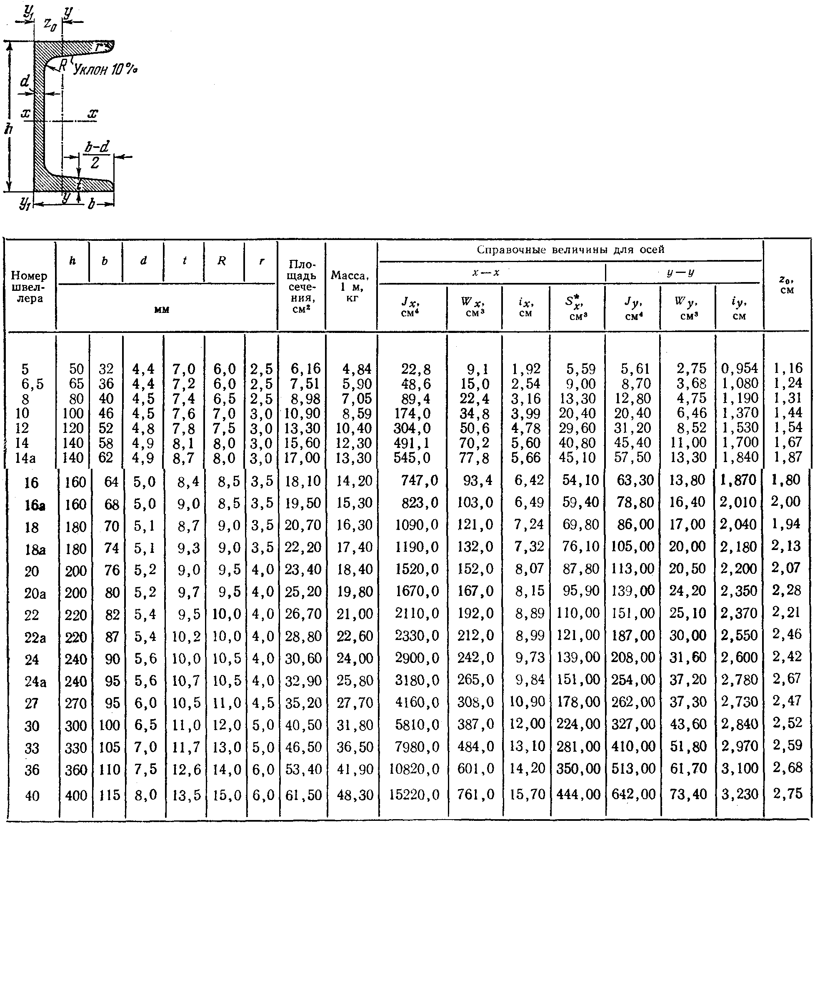 y₁ y
z₀
r
R Уклон 10%
d
x x
h
b-d
2
t
y₁ y b
Номер швел- лера h b d t R r Пло- щадь сече- ния, см² Масса, 1 м, кг Справочные величины для осей z₀, см
x — x y — y
мм Jx, см⁴ Wx, см³ ix, см S*x, см³ Jy, см⁴ Wy, см³ iy, см
5 50 32 4,4 7,0 6,0 2,5 6,16 4,84 22,8 9,1 1,92 5,59 5,61 2,75 0,954 1,16
6,5 65 36 4,4 7,2 6,0 2,5 7,51 5,90 48,6 15,0 2,54 9,00 8,70 3,68 1,080 1,24
8 80 40 4,5 7,4 6,5 2,5 8,98 7,05 89,4 22,4 3,16 13,30 12,80 4,75 1,190 1,31
10 100 46 4,5 7,6 7,0 3,0 10,90 8,59 174,0 34,8 3,99 20,40 20,40 6,46 1,370 1,44
12 120 52 4,8 7,8 7,5 3,0 13,30 10,40 304,0 50,6 4,78 29,60 31,20 8,52 1,530 1,54
14 140 58 4,9 8,1 8,0 3,0 15,60 12,30 491,1 70,2 5,60 40,80 45,40 11,00 1,700 1,67
14а 140 62 4,9 8,7 8,0 3,0 17,00 13,30 545,0 77,8 5,66 45,10 57,50 13,30 1,840 1,87
16 160 64 5,0 8,4 8,5 3,5 18,10 14,20 747,0 93,4 6,42 54,10 63,30 13,80 1,870 1,80
16а 160 68 5,0 9,0 8,5 3,5 19,50 15,30 823,0 103,0 6,49 59,40 78,80 16,40 2,010 2,00
18 180 70 5,1 8,7 9,0 3,5 20,70 16,30 1090,0 121,0 7,24 69,80 86,00 17,00 2,040 1,94
18а 180 74 5,1 9,3 9,0 3,5 22,20 17,40 1190,0 132,0 7,32 76,10 105,00 20,00 2,180 2,13
20 200 76 5,2 9,0 9,5 4,0 23,40 18,40 1520,0 152,0 8,07 87,80 113,00 20,50 2,200 2,07
20а 200 80 5,2 9,7 9,5 4,0 25,20 19,80 1670,0 167,0 8,15 95,90 139,00 24,20 2,350 2,28
22 220 82 5,4 9,5 10,0 4,0 26,70 21,00 2110,0 192,0 8,89 110,00 151,00 25,10 2,370 2,21
22а 220 87 5,4 10,2 10,0 4,0 28,80 22,60 2330,0 212,0 8,99 121,00 187,00 30,00 2,550 2,46
24 240 90 5,6 10,0 10,5 4,0 30,60 24,00 2900,0 242,0 9,73 139,00 208,00 31,60 2,600 2,42
24а 240 95 5,6 10,7 10,5 4,0 32,90 25,80 3180,0 265,0 9,84 151,00 254,00 37,20 2,780 2,67
27 270 95 6,0 10,5 11,0 4,5 35,20 27,70 4160,0 308,0 10,90 178,00 262,00 37,30 2,730 2,47
30 300 100 6,5 11,0 12,0 5,0 40,50 31,80 5810,0 387,0 12,00 224,00 327,00 43,60 2,840 2,52
33 330 105 7,0 11,7 13,0 5,0 46,50 36,50 7980,0 484,0 13,10 281,00 410,00 51,80 2,970 2,59
36 360 110 7,5 12,6 14,0 6,0 53,40 41,90 10820,0 601,0 14,20 350,00 513,00 61,70 3,100 2,68
40 400 115 8,0 13,5 15,0 6,0 61,50 48,30 15220,0 761,0 15,70 444,00 642,00 73,40 3,230 2,75